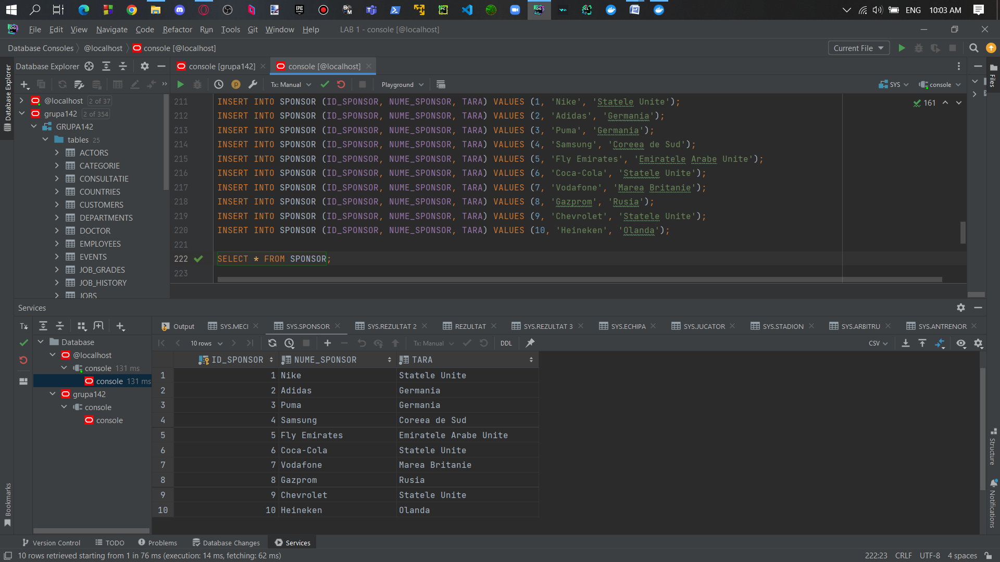 ENG 10:03 AM
File Edit View Navigate Code Refactor Run Tools Git Window Help LAB 1 - console [@localhost]
Database Consoles @localhost console [@localhost] Current File
Database Explorer console [grupa142] console [@localhost]
Tx: Manual Playground SYS console
@localhost 2 of 37
grupa142 2 of 354
GRUPA142
tables 25
ACTORS
CATEGORIE
CONSULTATIE
COUNTRIES
CUSTOMERS
DEPARTMENTS
DOCTOR
EMPLOYEES
EVENTS
JOB_GRADES
JOB_HISTORY
JOBS
161
211 INSERT INTO SPONSOR (ID_SPONSOR, NUME_SPONSOR, TARA) VALUES (1, 'Nike', 'Statele Unite');
212 INSERT INTO SPONSOR (ID_SPONSOR, NUME_SPONSOR, TARA) VALUES (2, 'Adidas', 'Germania');
213 INSERT INTO SPONSOR (ID_SPONSOR, NUME_SPONSOR, TARA) VALUES (3, 'Puma', 'Germania');
214 INSERT INTO SPONSOR (ID_SPONSOR, NUME_SPONSOR, TARA) VALUES (4, 'Samsung', 'Coreea de Sud');
215 INSERT INTO SPONSOR (ID_SPONSOR, NUME_SPONSOR, TARA) VALUES (5, 'Fly Emirates', 'Emiratele Arabe Unite');
216 INSERT INTO SPONSOR (ID_SPONSOR, NUME_SPONSOR, TARA) VALUES (6, 'Coca-Cola', 'Statele Unite');
217 INSERT INTO SPONSOR (ID_SPONSOR, NUME_SPONSOR, TARA) VALUES (7, 'Vodafone', 'Marea Britanie');
218 INSERT INTO SPONSOR (ID_SPONSOR, NUME_SPONSOR, TARA) VALUES (8, 'Gazprom', 'Rusia');
219 INSERT INTO SPONSOR (ID_SPONSOR, NUME_SPONSOR, TARA) VALUES (9, 'Chevrolet', 'Statele Unite');
220 INSERT INTO SPONSOR (ID_SPONSOR, NUME_SPONSOR, TARA) VALUES (10, 'Heineken', 'Olanda');
221
222 SELECT * FROM SPONSOR;
223
Database Explorer
Bookmarks
Files
Structure
Notifications
Services
Tx
Database
@localhost
console 131 ms
console 131 ms
grupa142
console
console
Output SYS.MECI SYS.SPONSOR SYS.REZULTAT 2 REZULTAT SYS.REZULTAT 3 SYS.ECHIPA SYS.JUCATOR SYS.STADION SYS.ARBITRU SYS.ANTRENOR
10 rows Tx: Manual DDL CSV
ID_SPONSOR NUME_SPONSOR TARA
1 1 Nike Statele Unite
2 2 Adidas Germania
3 3 Puma Germania
4 4 Samsung Coreea de Sud
5 5 Fly Emirates Emiratele Arabe Unite
6 6 Coca-Cola Statele Unite
7 7 Vodafone Marea Britanie
8 8 Gazprom Rusia
9 9 Chevrolet Statele Unite
10 10 Heineken Olanda
Version Control TODO Problems Database Changes Services
10 rows retrieved starting from 1 in 76 ms (execution: 14 ms, fetching: 62 ms) 222:23 CRLF UTF-8 4 spaces